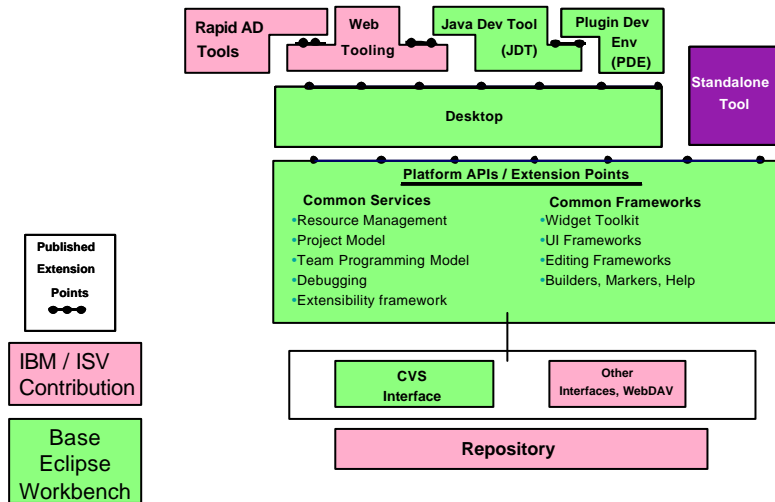 Rapid AD
Tools
Web
Tooling
Java Dev Tool
(JDT)
Plugin Dev
Env
(PDE)
Standalone
Tool
Desktop
Platform APIs / Extension Points
Common Services
•Resource Management
•Project Model
•Team Programming Model
•Debugging
•Extensibility framework
Common Frameworks
•Widget Toolkit
•UI Frameworks
•Editing Frameworks
•Builders, Markers, Help
Published
Extension
Points
IBM / ISV
Contribution
Base
Eclipse
Workbench
CVS
Interface
Other
Interfaces, WebDAV
Repository